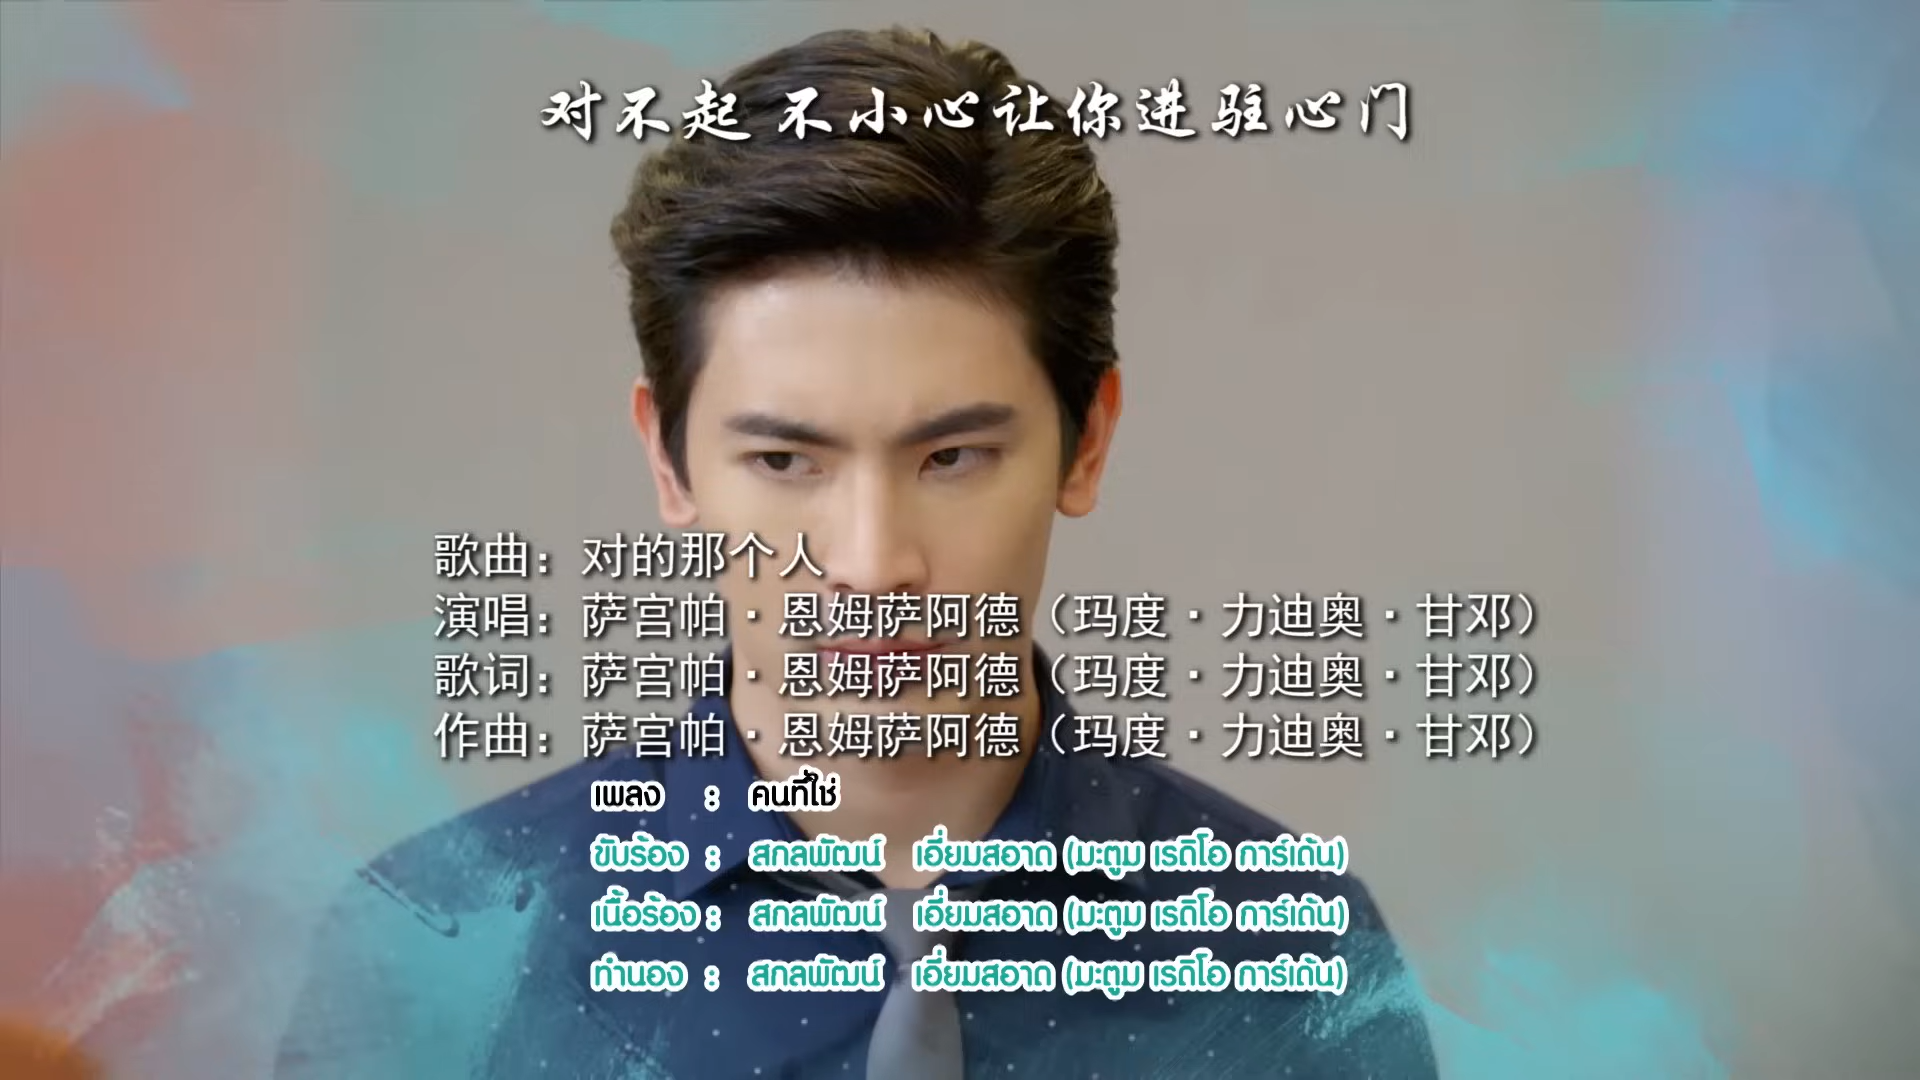 对不起 不小心让你进驻心门
歌曲：对的那个人
演唱：萨宫帕·恩姆萨阿德（玛度·力迪奥·甘邓）
歌词：萨宫帕·恩姆萨阿德（玛度·力迪奥·甘邓）
作曲：萨宫帕·恩姆萨阿德（玛度·力迪奥·甘邓）
เพลง : คนที่ใช่
ขับร้อง : สกลพัฒน์ เอี่ยมสอาด (มะตูม เรดิโอ การ์เด้น)
เนื้อร้อง : สกลพัฒน์ เอี่ยมสอาด (มะตูม เรดิโอ การ์เด้น)
ทำนอง : สกลพัฒน์ เอี่ยมสอาด (มะตูม เรดิโอ การ์เด้น)